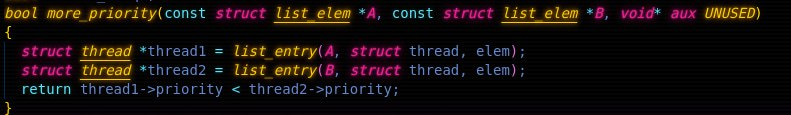 bool more_priority(const struct list_elem *A, const struct list_elem *B, void* aux UNUSED)
{
  struct thread *thread1 = list_entry(A, struct thread, elem);
  struct thread *thread2 = list_entry(B, struct thread, elem);
  return thread1->priority < thread2->priority;
}